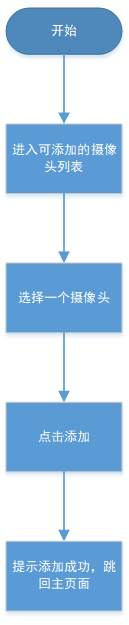 开始
进入可添加的摄像
头列表
选择一个摄像头
点击添加
提示添加成功，跳
回主页面